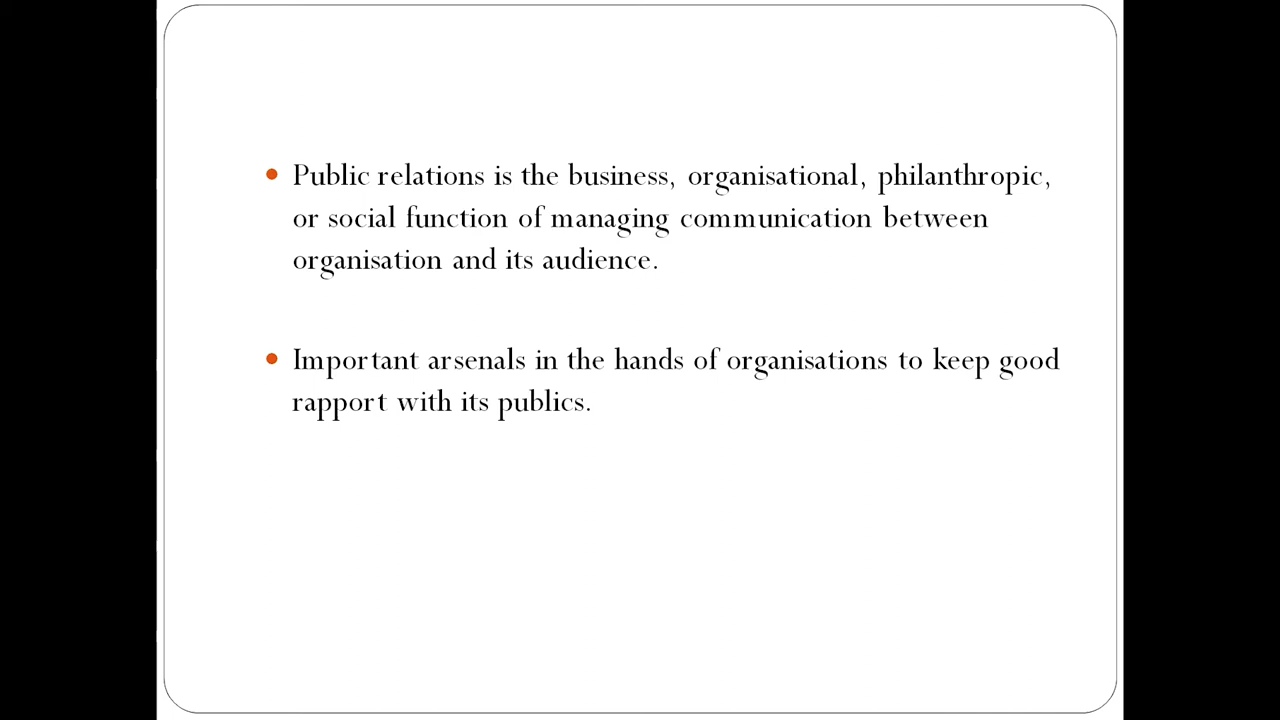 Public relations is the business, organisational, philanthropic,
or social function of managing communication between
organisation and its audience.
Important arsenals in the hands of organisations to keep good
rapport with its publics.